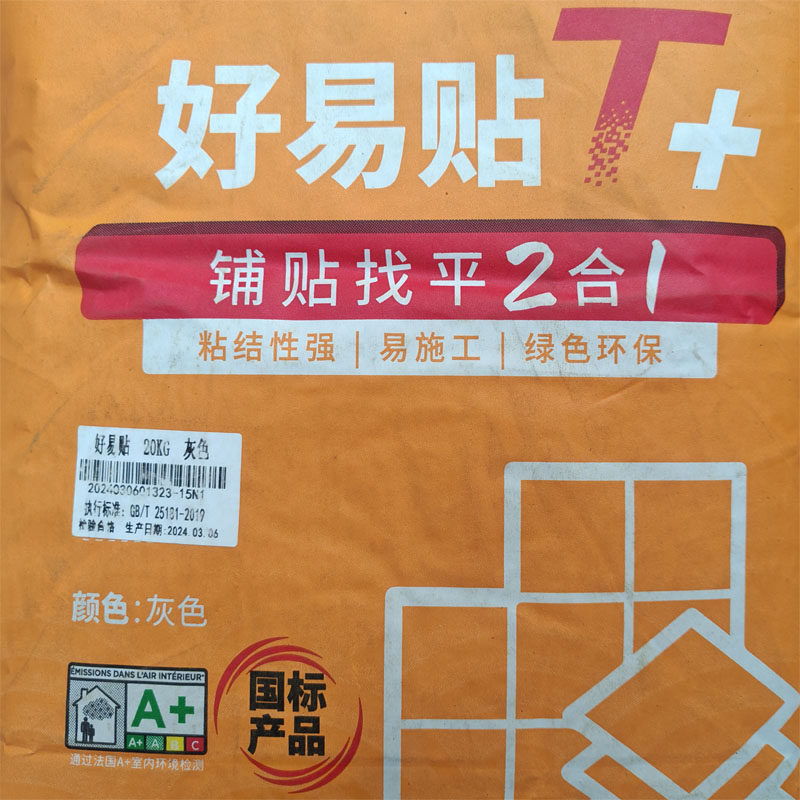 好易贴T+
铺贴找平2合1
粘结性强 | 易施工 | 绿色环保
好易贴 20KG 灰色
2024030601323-15N1
执行标准: GB/T 25181-2019
检验合格 生产日期:2024.03.06
颜色:灰色
ÉMISSIONS DANS L'AIR INTÉRIEUR*
A+
A+ A B C
通过法国A+室内环境检测
国标
产品